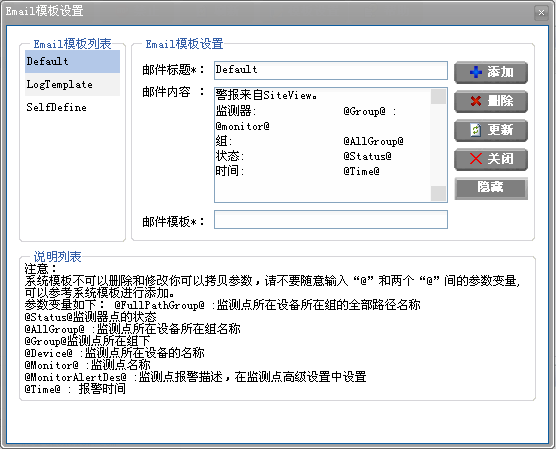 Email模板设置
Email模板列表
Default
LogTemplate
SelfDefine
Email模板设置
邮件标题*： Default
邮件内容 ： 警报来自SiteView。
监测器: @Group@ :
@monitor@
组: @AllGroup@
状态: @Status@
时间: @Time@
邮件模板*：
添加
删除
更新
关闭
隐藏
说明列表
注意：
系统模板不可以删除和修改你可以拷贝参数，请不要随意输入“@”和两个“@”间的参数变量,
可以参考系统模板进行添加。
参数变量如下： @FullPathGroup@ :监测点所在设备所在组的全部路径名称
@Status@监测器点的状态
@AllGroup@ :监测点所在设备所在组名称
@Group@监测点所在组下
@Device@ :监测点所在设备的名称
@Monitor@ :监测点名称
@MonitorAlertDes@ :监测点报警描述，在监测点高级设置中设置
@Time@ : 报警时间